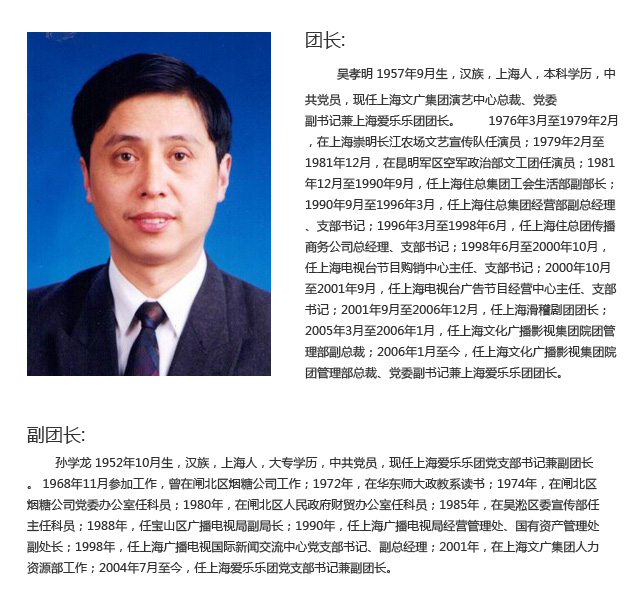 团长:
吴孝明 1957年9月生，汉族，上海人，本科学历，中
共党员，现任上海文广集团演艺中心总裁、党委
副书记兼上海爱乐乐团团长。 1976年3月至1979年2月
，在上海崇明长江农场文艺宣传队任演员；1979年2月至
1981年12月，在昆明军区空军政治部文工团任演员；1981
年12月至1990年9月，任上海住总集团工会生活部副部长；
1990年9月至1996年3月，任上海住总集团经营部副总经理
、支部书记；1996年3月至1998年6月，任上海住总团传播
商务公司总经理、支部书记；1998年6月至2000年10月，
任上海电视台节目购销中心主任、支部书记；2000年10月
至2001年9月，任上海电视台广告节目经营中心主任、支部
书记；2001年9月至2006年12月，任上海滑稽剧团团长；
2005年3月至2006年1月，任上海文化广播影视集团院团管
理部副总裁；2006年1月至今，任上海文化广播影视集团院
团管理部总裁、党委副书记兼上海爱乐乐团团长。
副团长:
孙学龙 1952年10月生，汉族，上海人，大专学历，中共党员，现任上海爱乐乐团党支部书记兼副团长
。 1968年11月参加工作，曾在闸北区烟糖公司工作；1972年，在华东师大政教系读书；1974年，在闸北区
烟糖公司党委办公室任科员；1980年，在闸北区人民政府财贸办公室任科员；1985年，在吴淞区委宣传部任
主任科员；1988年，任宝山区广播电视局副局长；1990年，任上海广播电视局经营管理处、国有资产管理处
副处长；1998年，任上海广播电视国际新闻交流中心党支部书记、副总经理；2001年，在上海文广集团人力
资源部工作；2004年7月至今，任上海爱乐乐团党支部书记兼副团长。